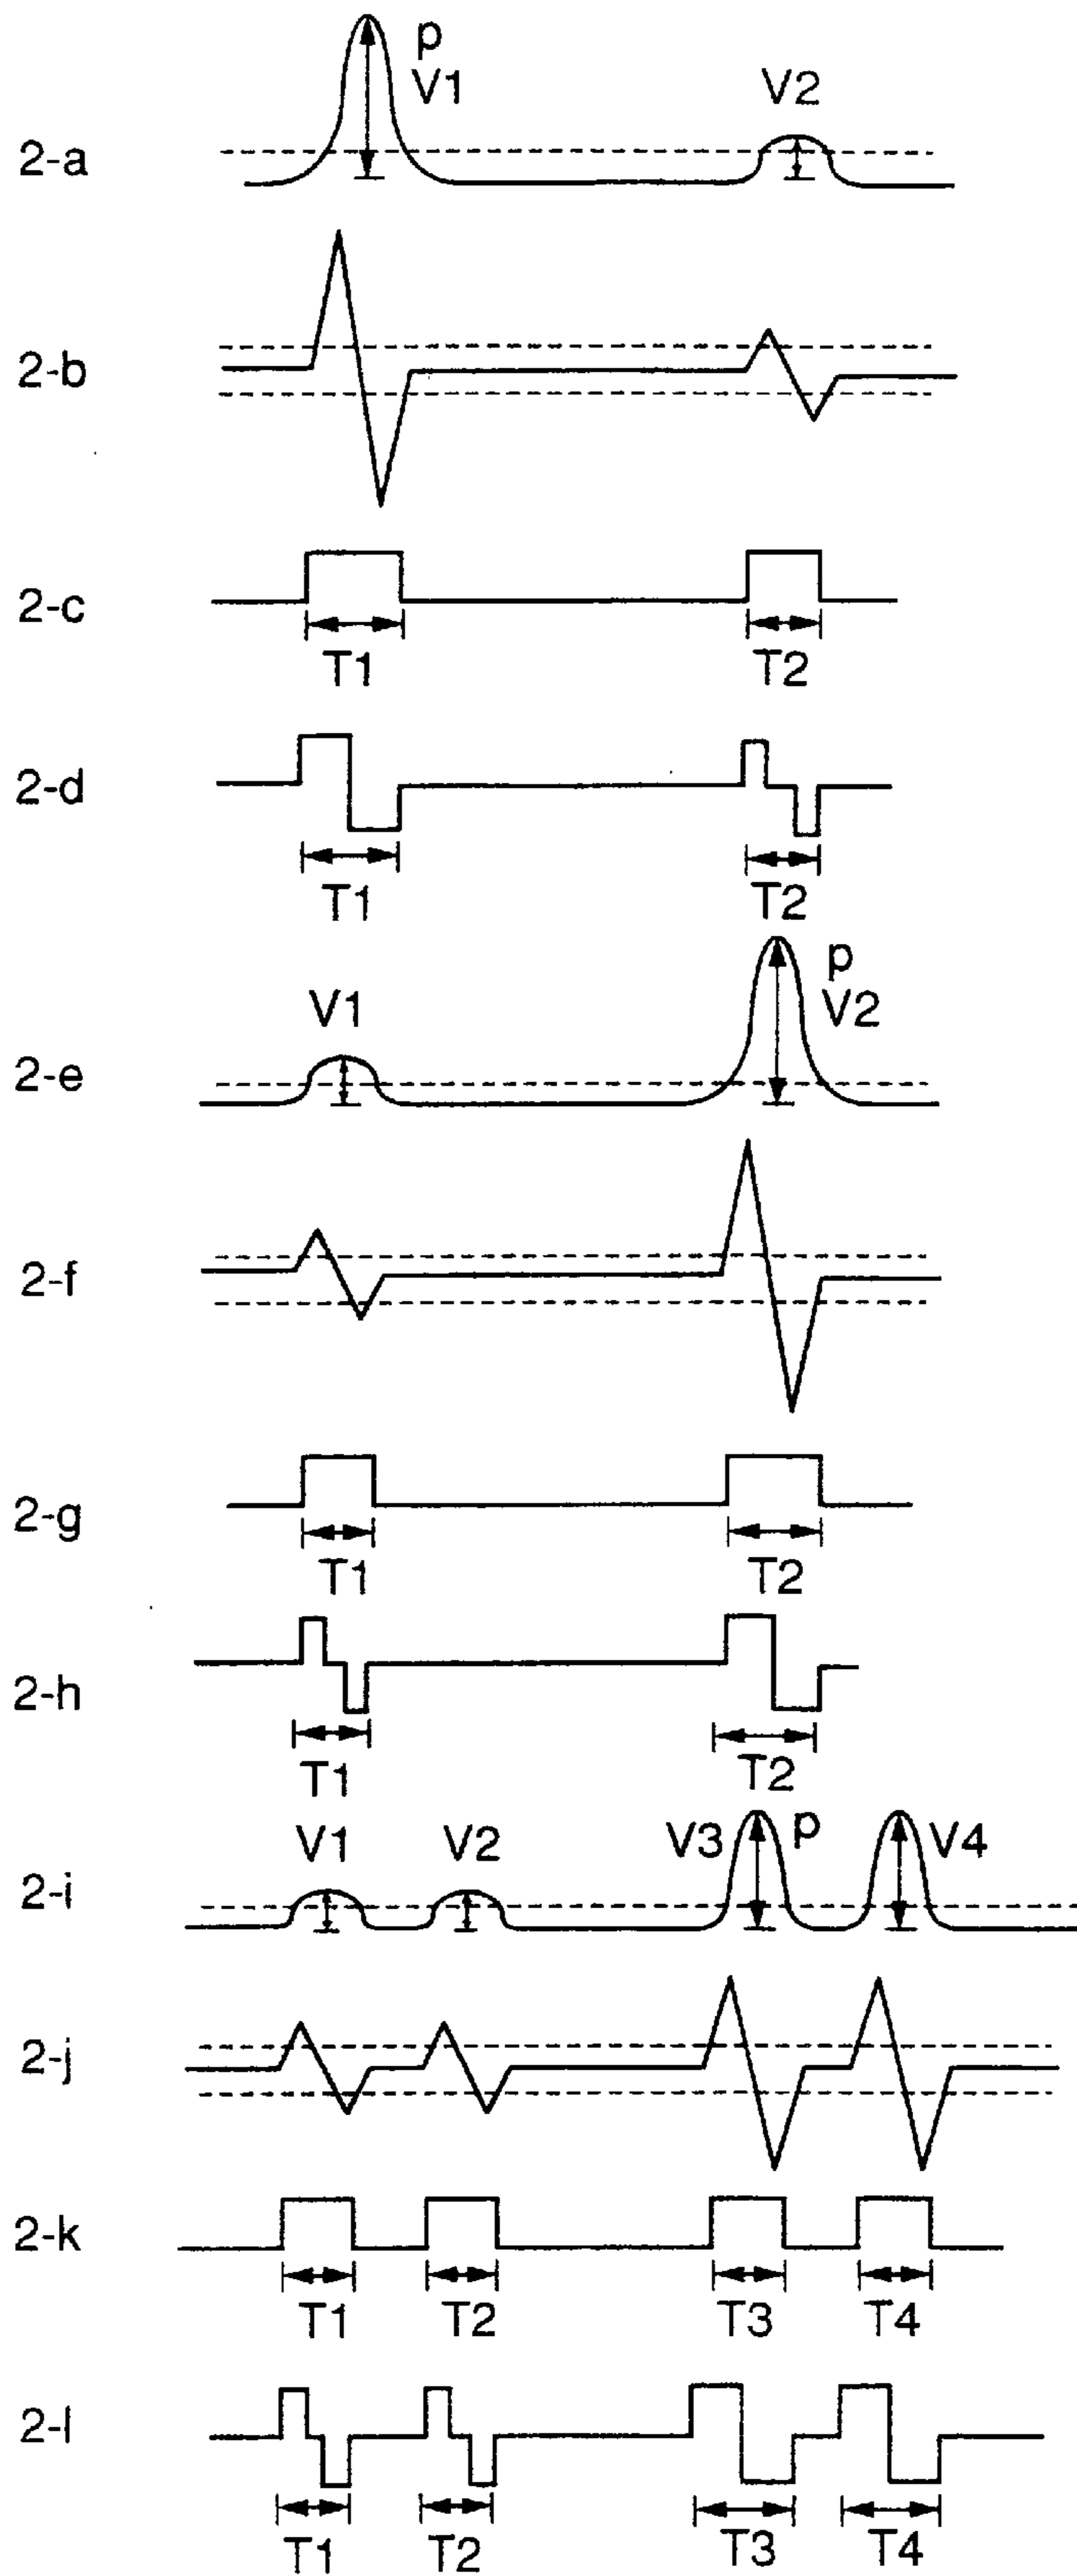 p
V1 V2
2-a
2-b
2-c
T1 T2
2-d
T1 T2
p
V1 V2
2-e
2-f
2-g
T1 T2
2-h
T1 T2
V1 V2 V3 p V4
2-i
2-j
2-k
T1 T2 T3 T4
2-l
T1 T2 T3 T4